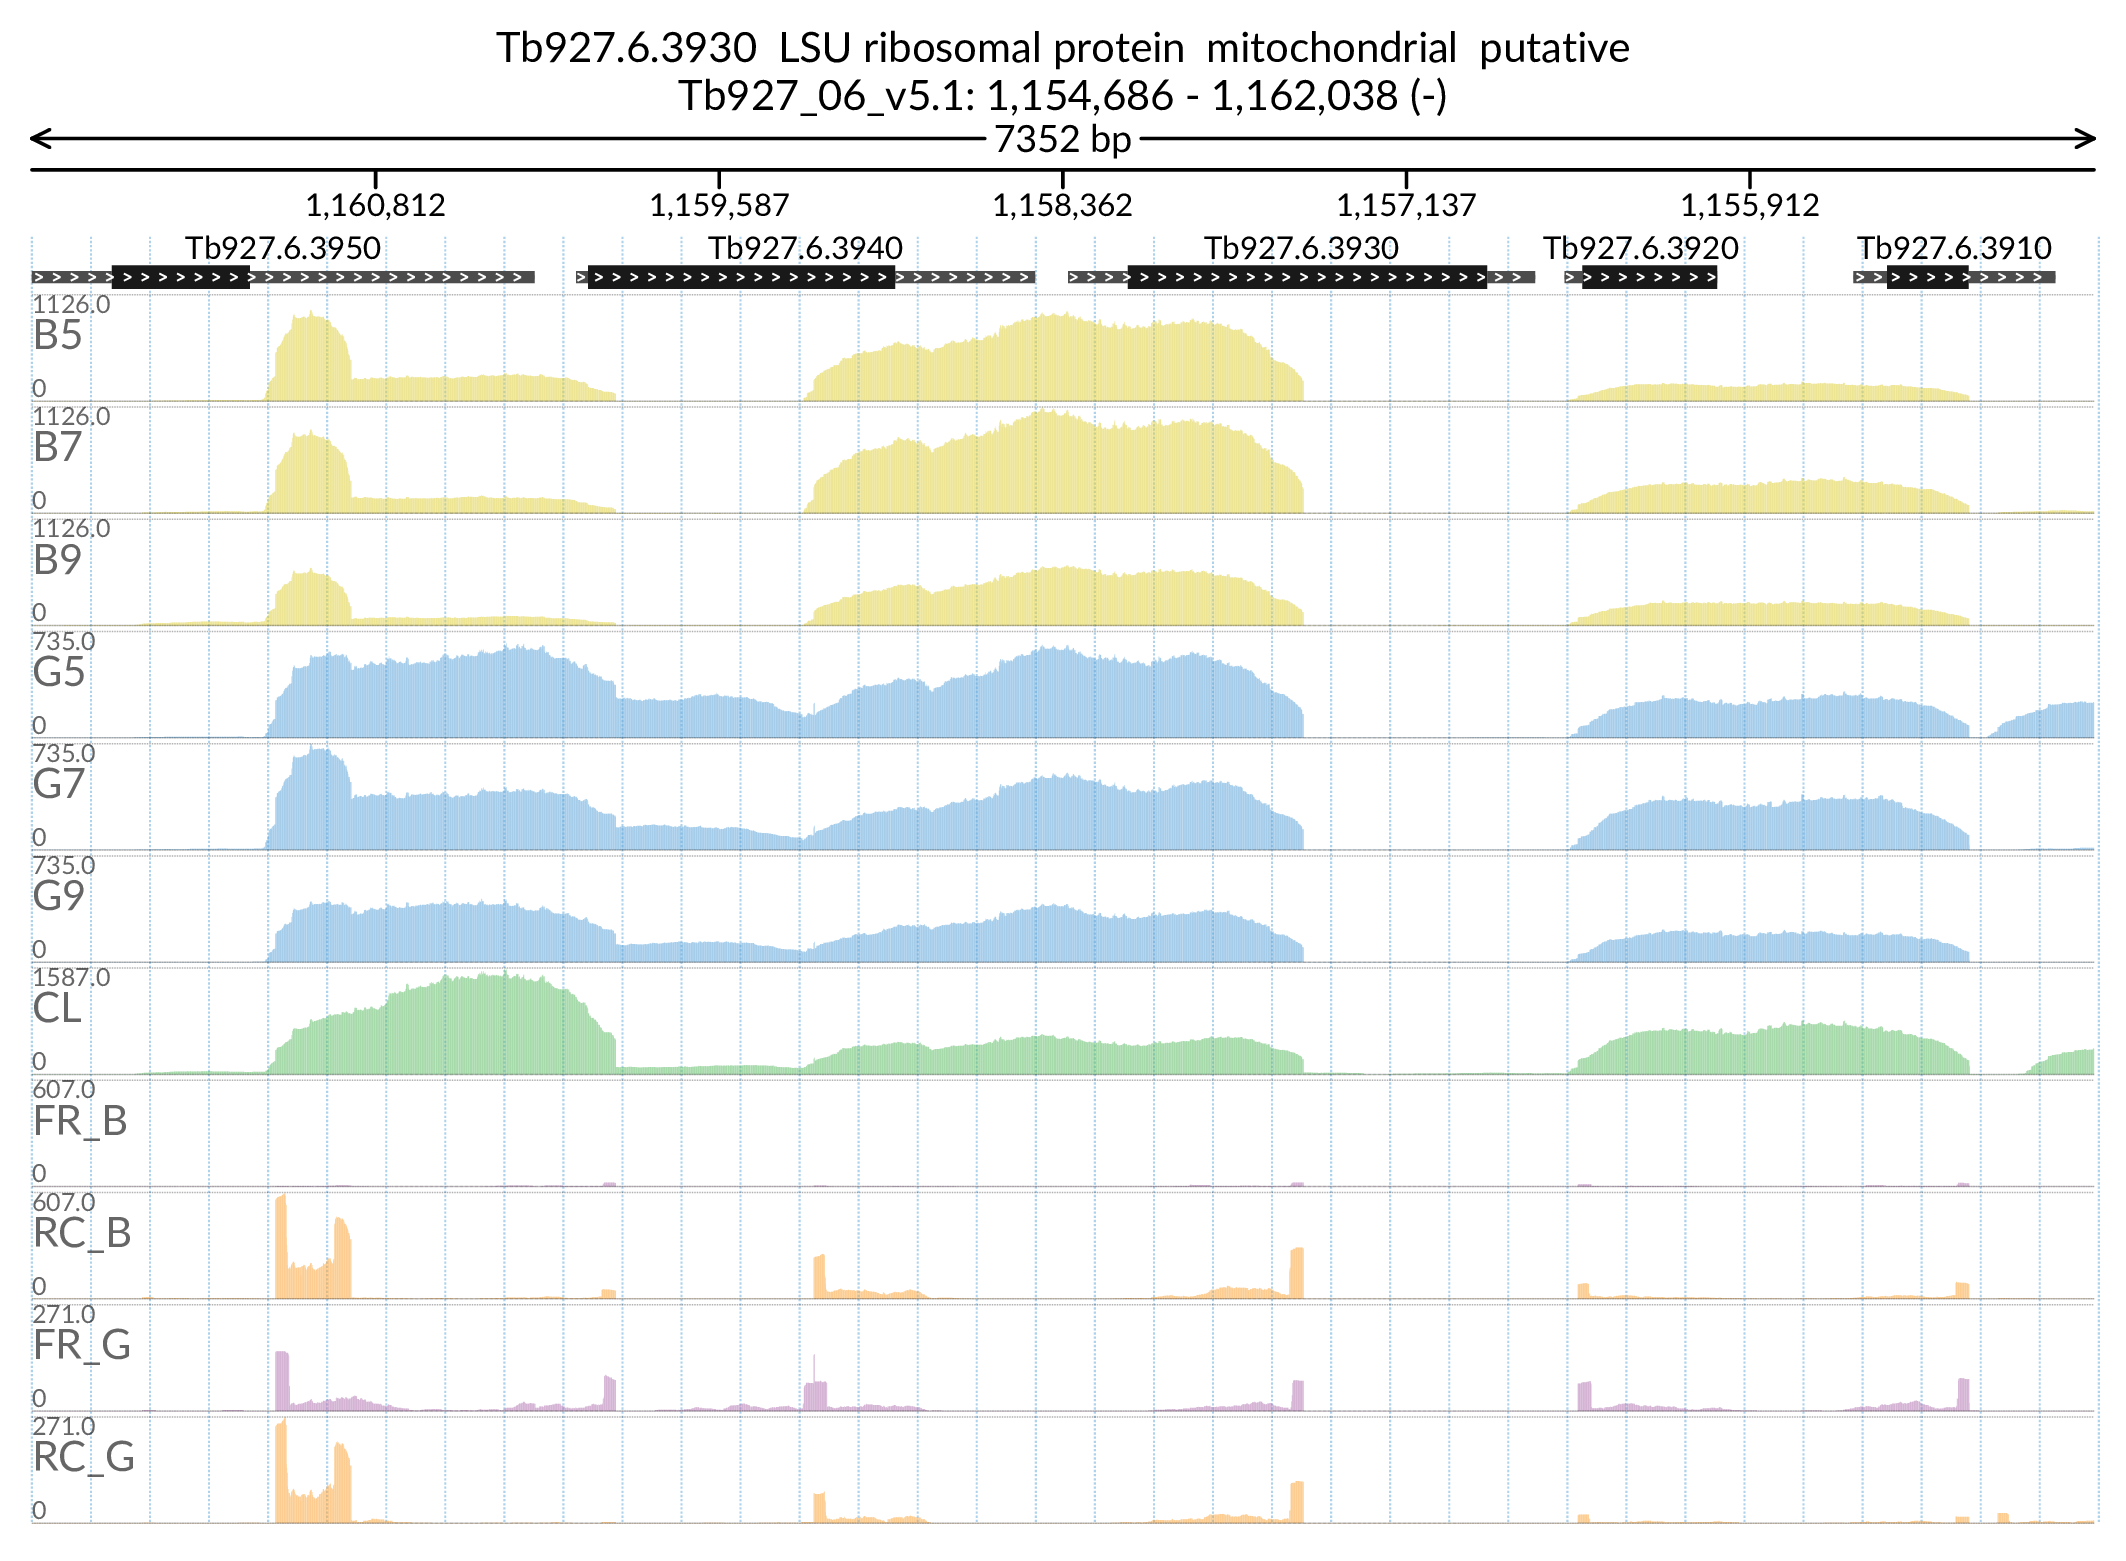 Tb927.6.3930 LSU ribosomal protein mitochondrial putative
Tb927_06_v5.1: 1,154,686 - 1,162,038 (-)
7352 bp
1,160,812 1,159,587 1,158,362 1,157,137 1,155,912
Tb927.6.3950 Tb927.6.3940 Tb927.6.3930 Tb927.6.3920 Tb927.6.3910
1126.0
B5
0
1126.0
B7
0
1126.0
B9
0
735.0
G5
0
735.0
G7
0
735.0
G9
0
1587.0
CL
0
607.0
FR_B
0
607.0
RC_B
0
271.0
FR_G
0
271.0
RC_G
0